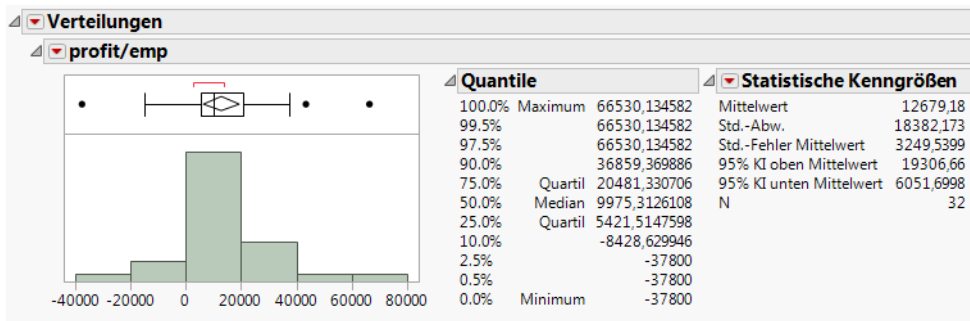 Verteilungen
profit/emp
-40000 -20000 0 20000 40000 60000 80000
Quantile
100.0% Maximum 66530,134582
99.5% 66530,134582
97.5% 66530,134582
90.0% 36859,369886
75.0% Quartil 20481,330706
50.0% Median 9975,3126108
25.0% Quartil 5421,5147598
10.0% -8428,629946
2.5% -37800
0.5% -37800
0.0% Minimum -37800
Statistische Kenngrößen
Mittelwert 12679,18
Std.-Abw. 18382,173
Std.-Fehler Mittelwert 3249,5399
95% KI oben Mittelwert 19306,66
95% KI unten Mittelwert 6051,6998
N 32